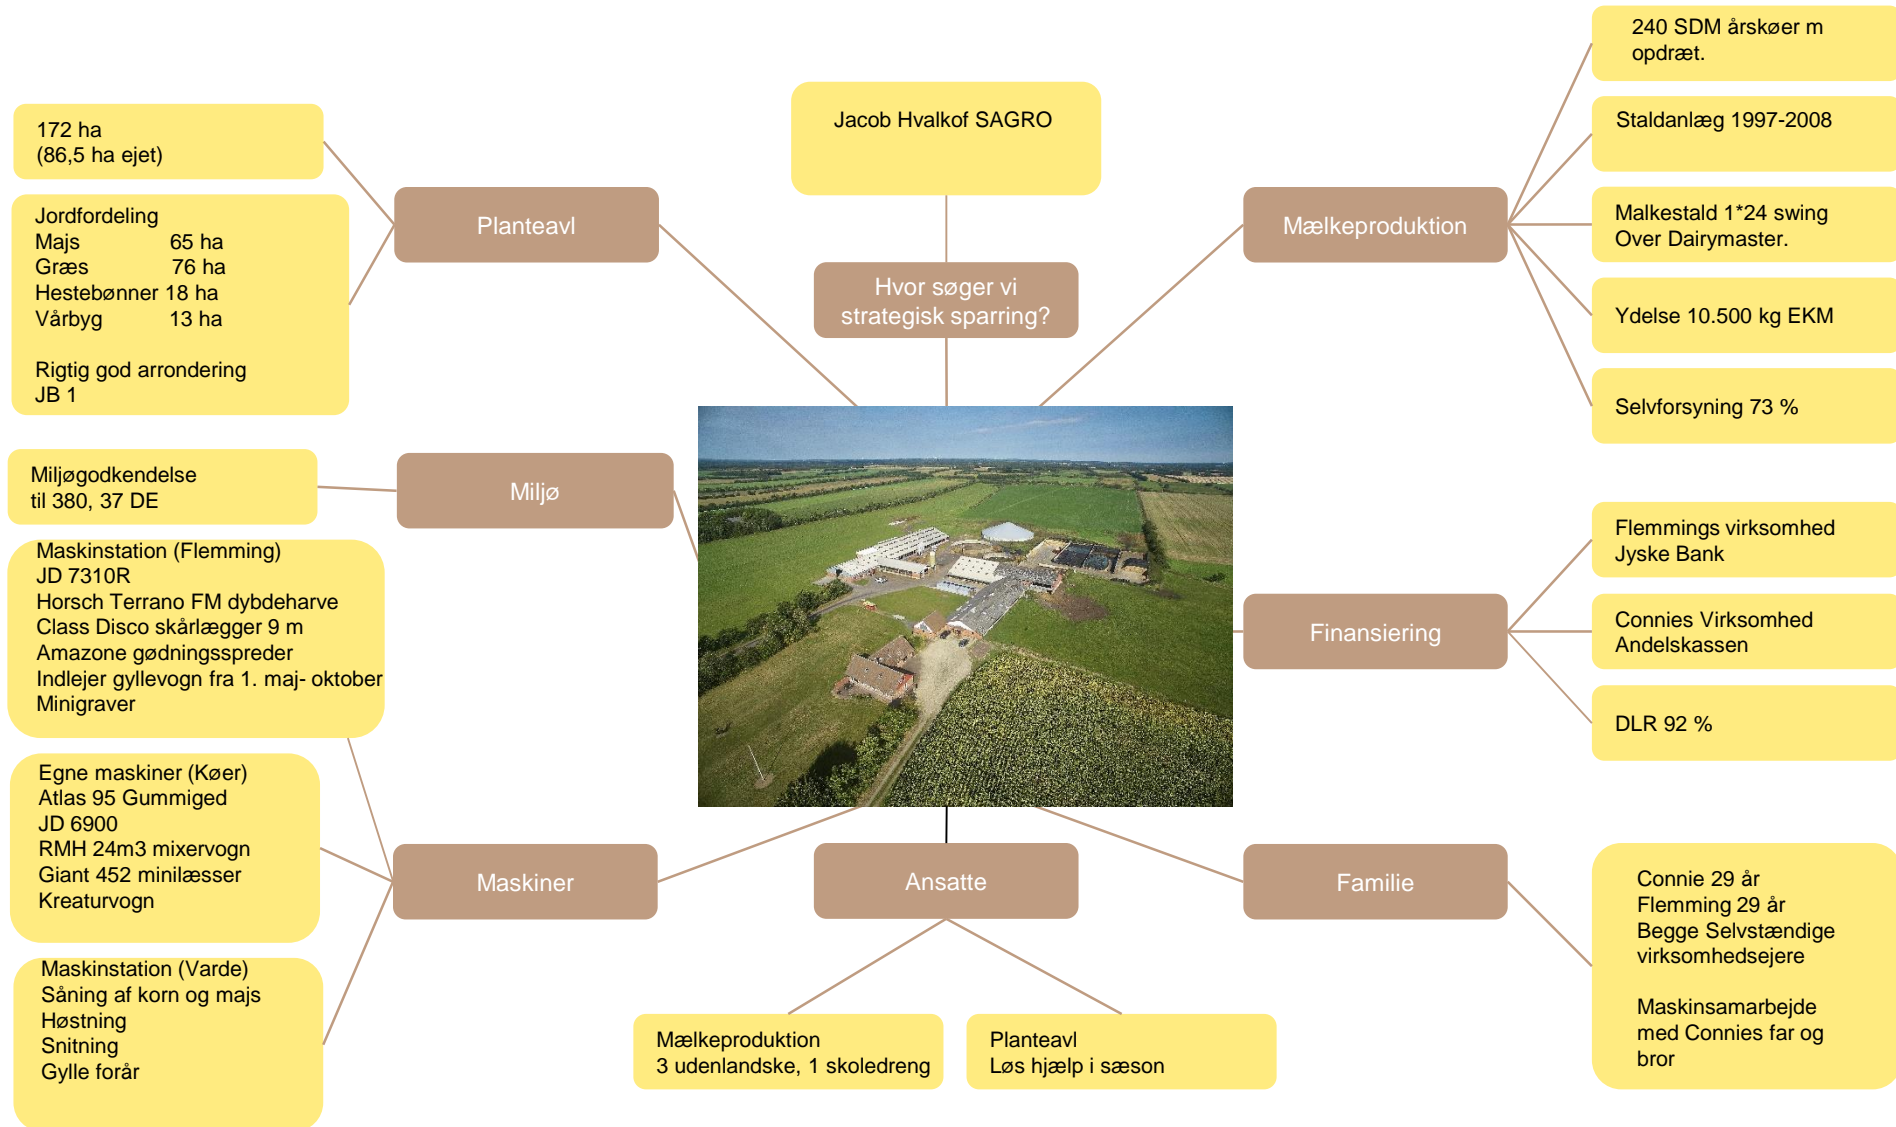 Jacob Hvalkof SAGRO
Hvor søger vi
strategisk sparring?
Planteavl
172 ha
(86,5 ha ejet)
Jordfordeling
Majs 65 ha
Græs 76 ha
Hestebønner 18 ha
Vårbyg 13 ha
Rigtig god arrondering
JB 1
Miljø
Miljøgodkendelse
til 380, 37 DE
Maskiner
Maskinstation (Flemming)
JD 7310R
Horsch Terrano FM dybdeharve
Class Disco skårlægger 9 m
Amazone gødningsspreder
Indlejer gyllevogn fra 1. maj- oktober
Minigraver
Egne maskiner (Køer)
Atlas 95 Gummiged
JD 6900
RMH 24m3 mixervogn
Giant 452 minilæsser
Kreaturvogn
Maskinstation (Varde)
Såning af korn og majs
Høstning
Snitning
Gylle forår
Ansatte
Mælkeproduktion
3 udenlandske, 1 skoledreng
Planteavl
Løs hjælp i sæson
Mælkeproduktion
240 SDM årskøer m
opdræt.
Staldanlæg 1997-2008
Malkestald 1*24 swing
Over Dairymaster.
Ydelse 10.500 kg EKM
Selvforsyning 73 %
Finansiering
Flemmings virksomhed
Jyske Bank
Connies Virksomhed
Andelskassen
DLR 92 %
Familie
Connie 29 år
Flemming 29 år
Begge Selvstændige
virksomhedsejere
Maskinsamarbejde
med Connies far og
bror